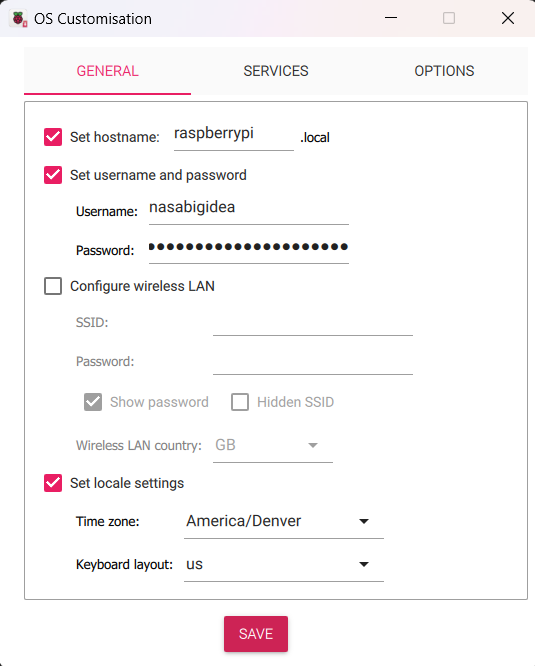 OS Customisation
GENERAL SERVICES OPTIONS
Set hostname: raspberrypi .local
Set username and password
Username: nasabigidea
Password: ●●●●●●●●●●●●●●●●●●●●
Configure wireless LAN
SSID:
Password:
Show password Hidden SSID
Wireless LAN country: GB
Set locale settings
Time zone: America/Denver
Keyboard layout: us
SAVE